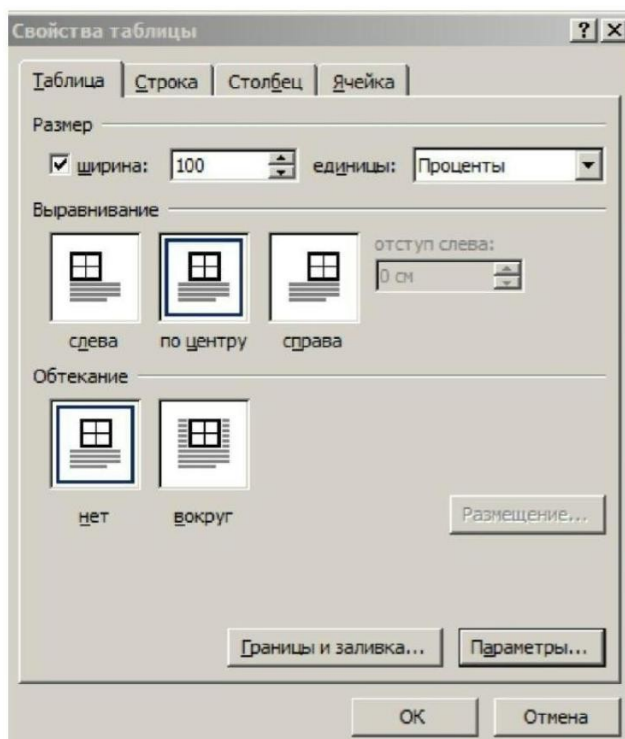 Свойства таблицы ? X
Таблица Строка Столбец Ячейка
Размер
ширина: 100 единицы: Проценты
Выравнивание
отступ слева:
0 см
слева по центру справа
Обтекание
нет вокруг
Размещение...
Границы и заливка... Параметры...
ОК Отмена